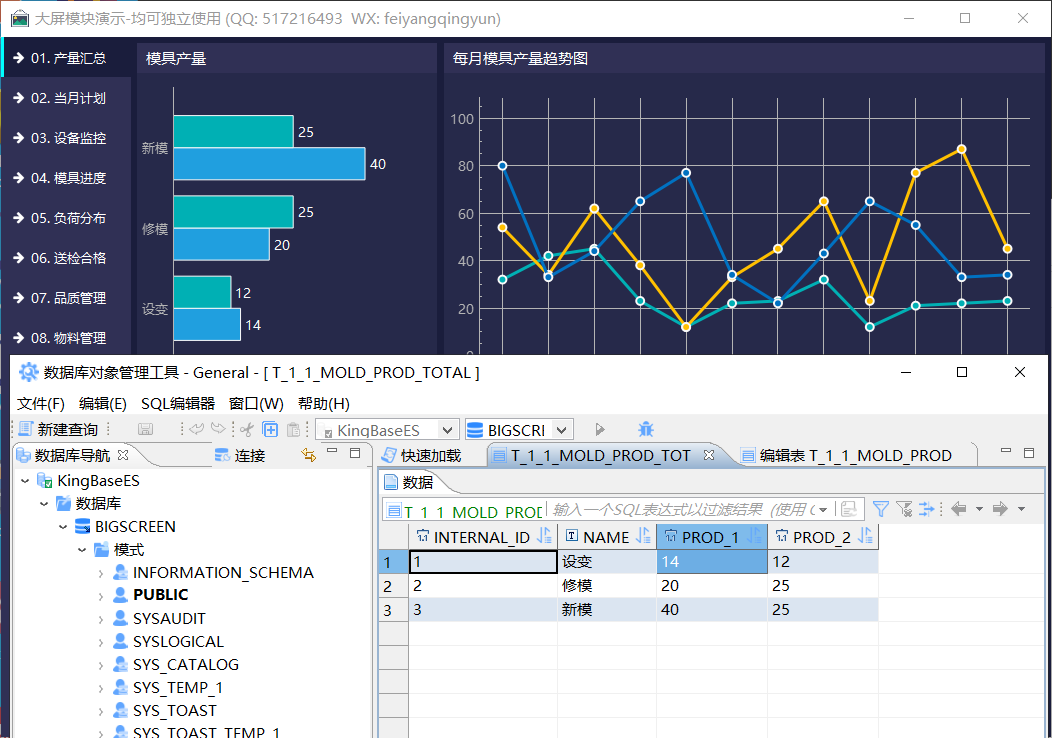 大屏模块演示-均可独立使用 (QQ: 517216493  WX: feiyangqingyun)
01. 产量汇总
02. 当月计划
03. 设备监控
04. 模具进度
05. 负荷分布
06. 送检合格
07. 品质管理
08. 物料管理
模具产量
新模
25
40
修模
25
20
设变
12
14
每月模具产量趋势图
100
80
60
40
20
0
数据库对象管理工具 - General - [ T_1_1_MOLD_PROD_TOTAL ]
文件(F) 编辑(E) SQL编辑器 窗口(W) 帮助(H)
新建查询 KingBaseES BIGSCRI
数据库导航 连接
KingBaseES
数据库
BIGSCREEN
模式
INFORMATION_SCHEMA
PUBLIC
SYSAUDIT
SYSLOGICAL
SYS_CATALOG
SYS_TEMP_1
SYS_TOAST
SYS_TOAST_TEMP_1
快速加载 T_1_1_MOLD_PROD_TOT 编辑表 T_1_1_MOLD_PROD
数据
T_1_1_MOLD_PROD 输入一个SQL表达式以过滤结果 (使用 C
INTERNAL_ID NAME PROD_1 PROD_2
1 1 设变 14 12
2 2 修模 20 25
3 3 新模 40 25